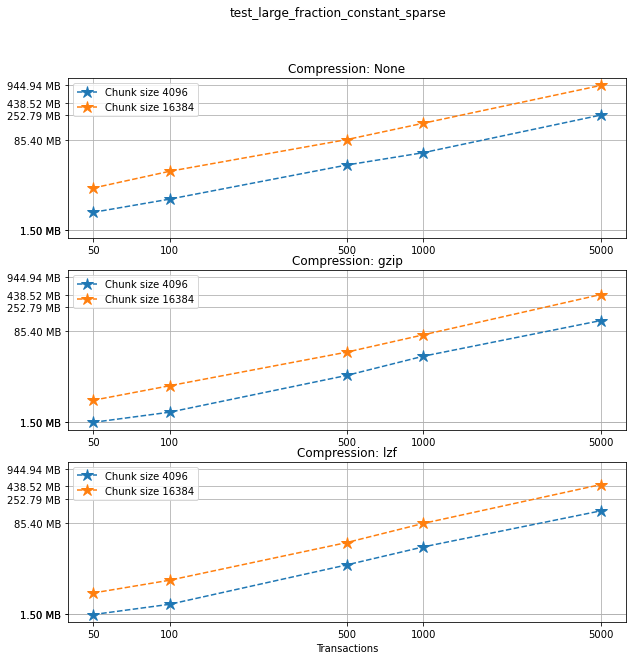 test_large_fraction_constant_sparse
Compression: None
944.94 MB
438.52 MB
252.79 MB
85.40 MB
1.50 MB
Chunk size 4096
Chunk size 16384
50 100 500 1000 5000
Compression: gzip
944.94 MB
438.52 MB
252.79 MB
85.40 MB
1.50 MB
Chunk size 4096
Chunk size 16384
50 100 500 1000 5000
Compression: lzf
944.94 MB
438.52 MB
252.79 MB
85.40 MB
1.50 MB
Chunk size 4096
Chunk size 16384
50 100 500 1000 5000
Transactions